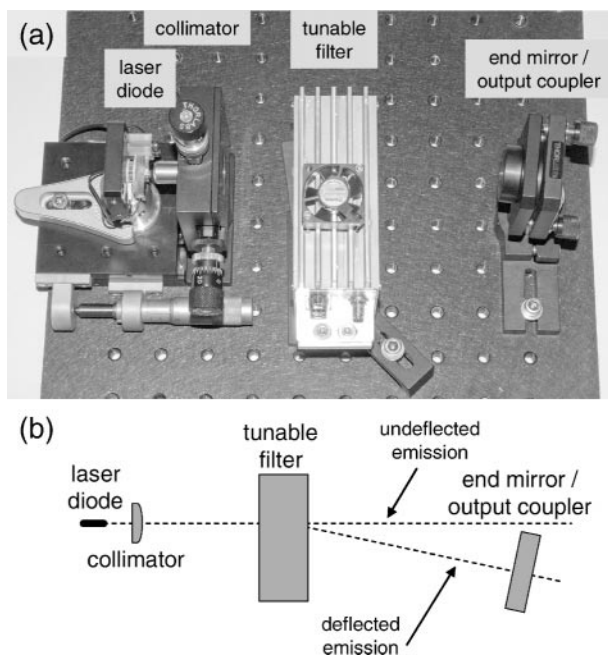 (a)
collimator
tunable
filter
laser
diode
end mirror /
output coupler
(b)
tunable
filter
undeflected
emission
laser
diode
end mirror /
output coupler
collimator
deflected
emission